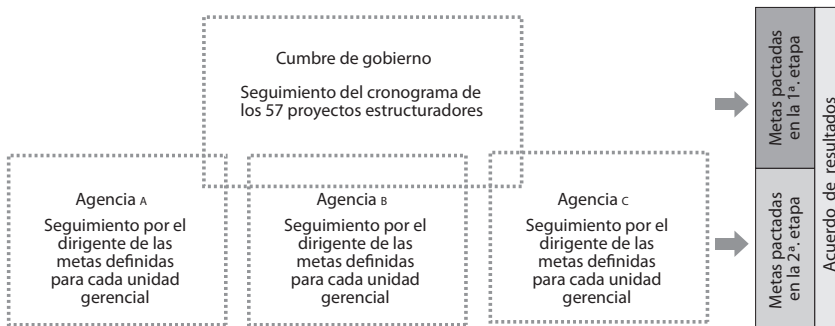 Cumbre de gobierno
Seguimiento del cronograma de
los 57 proyectos estructuradores
Agencia A
Seguimiento por el
dirigente de las
metas definidas
para cada unidad
gerencial
Agencia B
Seguimiento por el
dirigente de las
metas definidas
para cada unidad
gerencial
Agencia C
Seguimiento por el
dirigente de las
metas definidas
para cada unidad
gerencial
Metas pactadas
en la 1ª. etapa
Metas pactadas
en la 2ª. etapa
Acuerdo de resultados